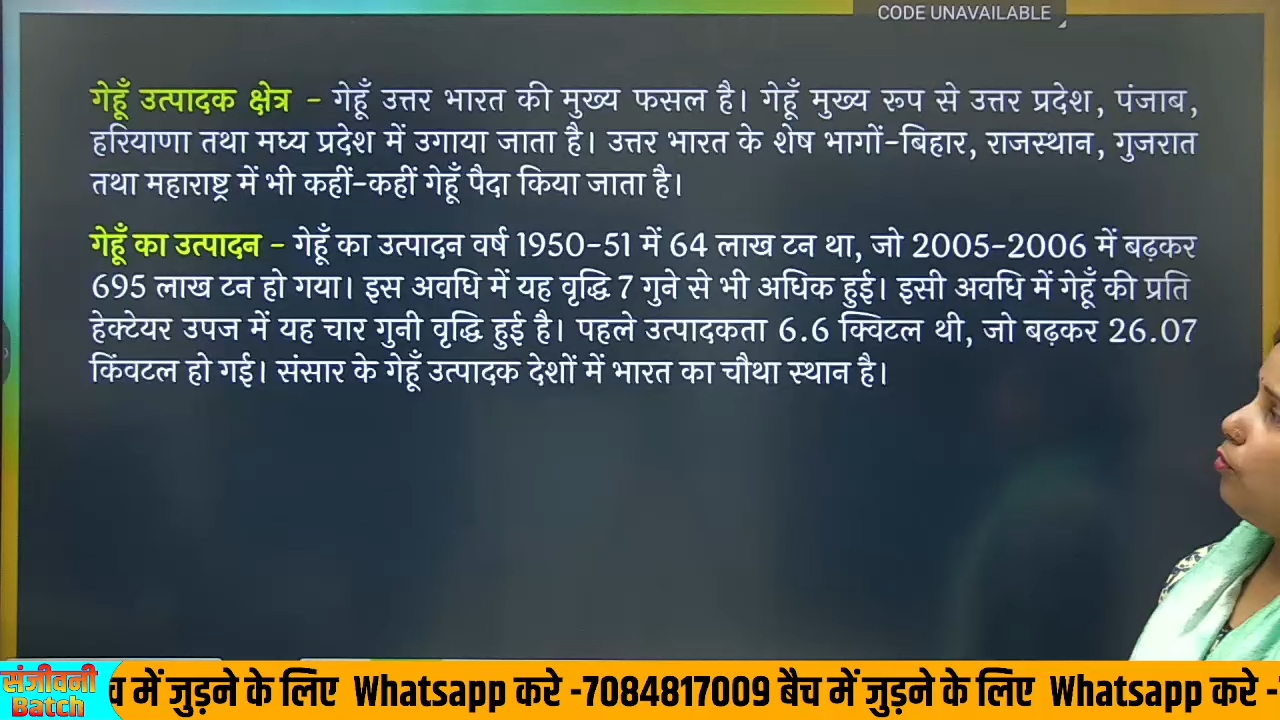 CODE UNAVAILABLE
गेहूँ उत्पादक क्षेत्र - गेहूँ उत्तर भारत की मुख्य फसल है। गेहूँ मुख्य रूप से उत्तर प्रदेश, पंजाब,
हरियाणा तथा मध्य प्रदेश में उगाया जाता है। उत्तर भारत के शेष भागों-बिहार, राजस्थान, गुजरात
तथा महाराष्ट्र में भी कहीं-कहीं गेहूँ पैदा किया जाता है।
गेहूँ का उत्पादन - गेहूँ का उत्पादन वर्ष 1950-51 में 64 लाख टन था, जो 2005-2006 में बढ़कर
695 लाख टन हो गया। इस अवधि में यह वृद्धि 7 गुने से भी अधिक हुई। इसी अवधि में गेहूँ की प्रति
हेक्टेयर उपज में यह चार गुनी वृद्धि हुई है। पहले उत्पादकता 6.6 क्विटल थी, जो बढ़कर 26.07
किंवटल हो गई। संसार के गेहूँ उत्पादक देशों में भारत का चौथा स्थान है।
संजीवनी
Batch
में जुड़ने के लिए Whatsapp करे -7084817009 बैच में जुड़ने के लिए Whatsapp करे -